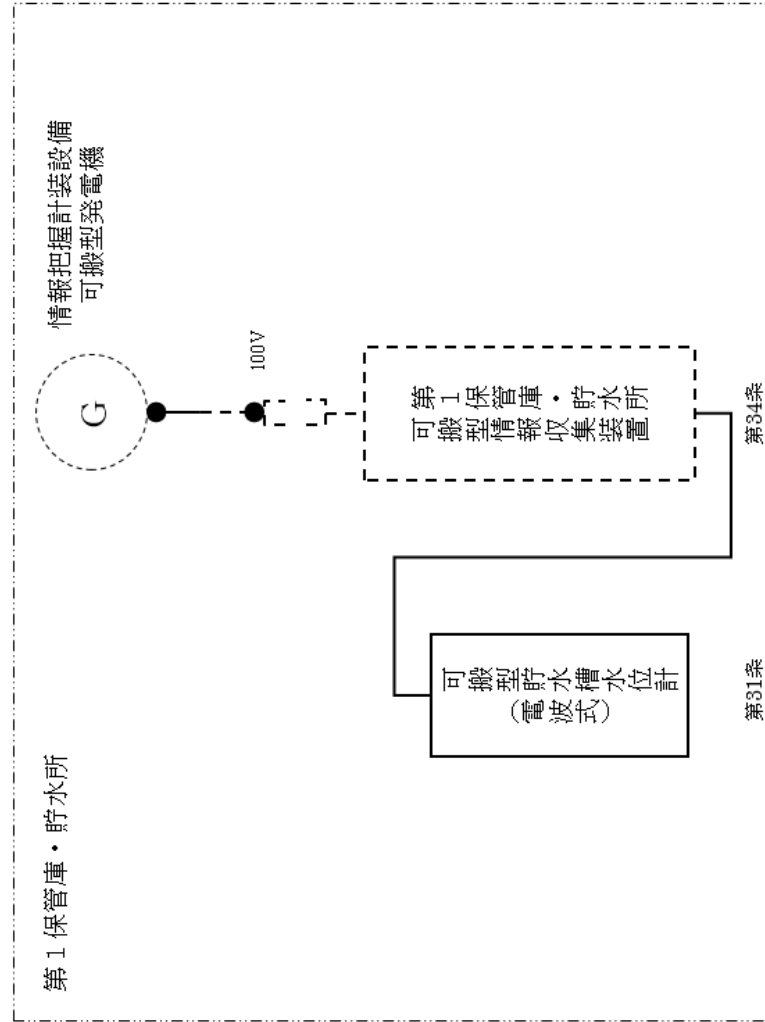 第１保管庫・貯水所
情報把握計装設備
可搬型発電機
G
100V
第１保管庫・貯水所
可搬型情報収集装置
可搬型貯水槽水位計
(電波式)
第31条
第34条